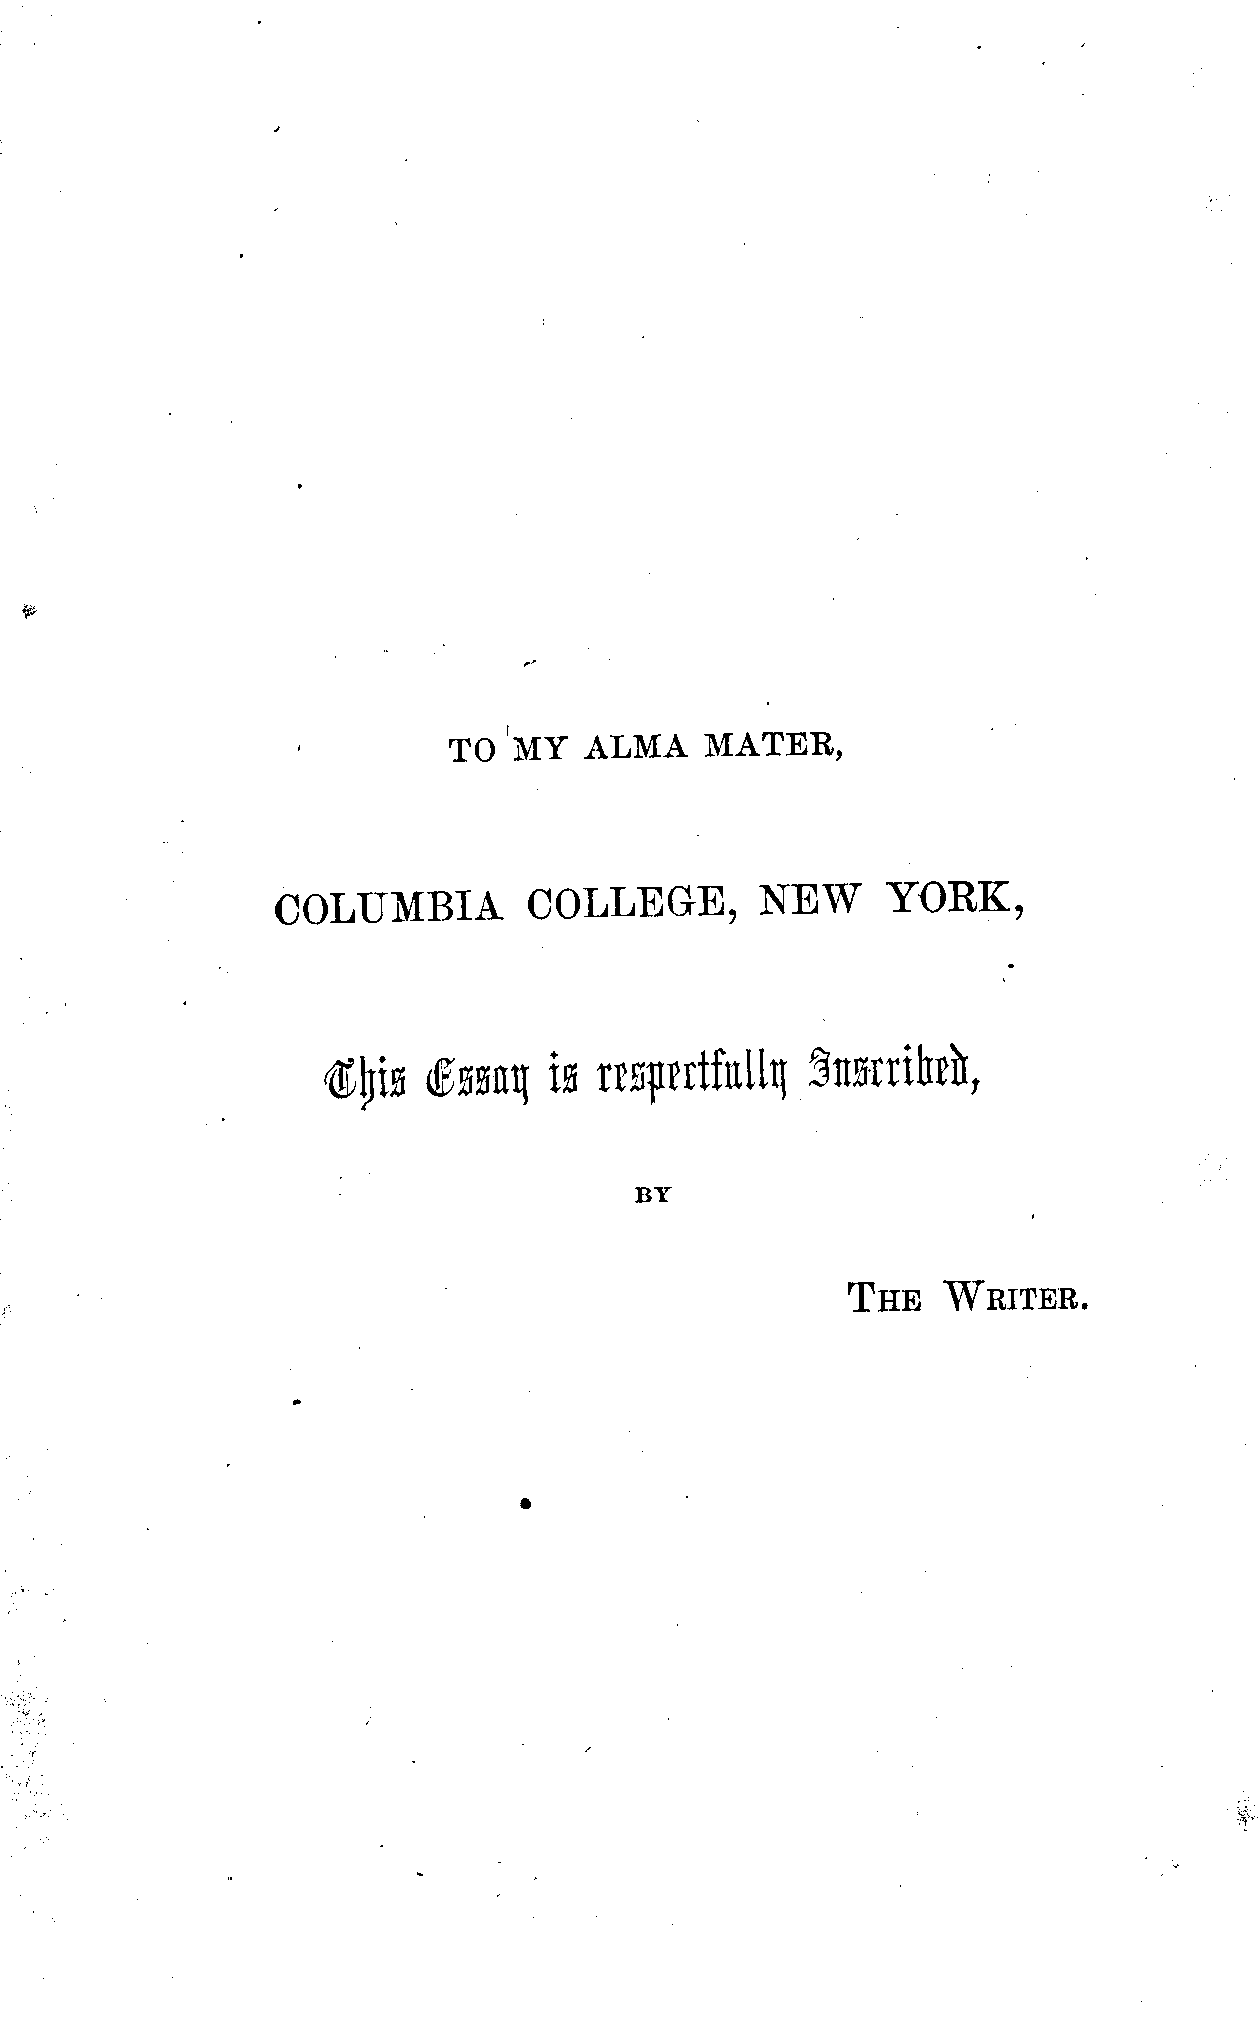 TO MY ALMA MATER,
COLUMBIA COLLEGE, NEW YORK,
This Essay is respectfully Inscribed,
BY
THE WRITER.